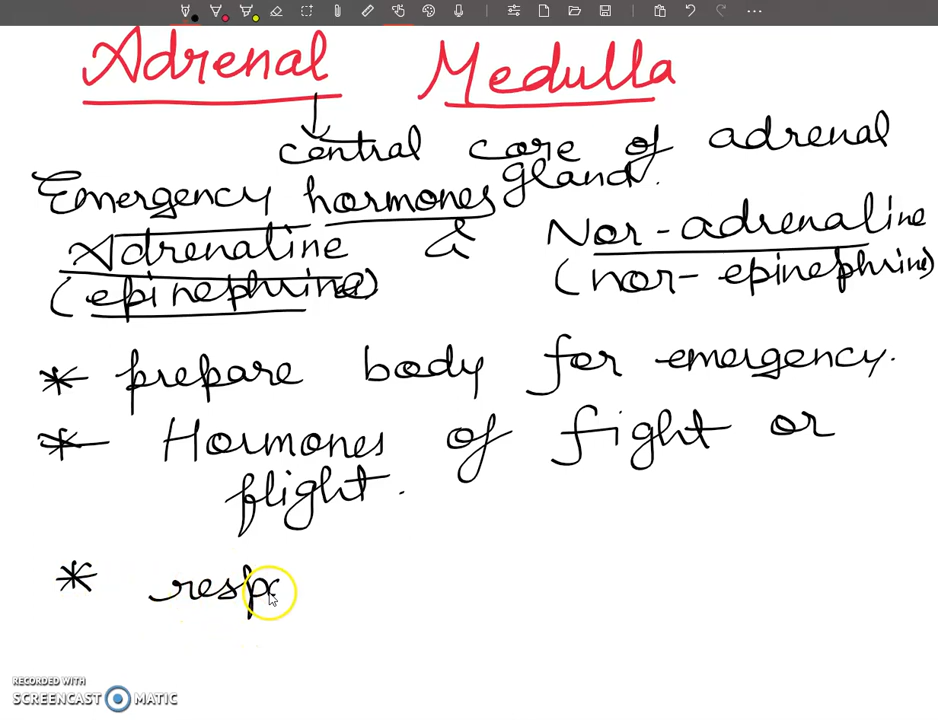 Adrenal Medulla
central core of adrenal
gland.
Emergency hormones
Adrenaline & Nor-adrenaline
(epinephrine) (nor-epinephrine)
* prepare body for emergency.
* Hormones of fight or
flight.
* resp
RECORDED WITH
SCREENCAST MATIC